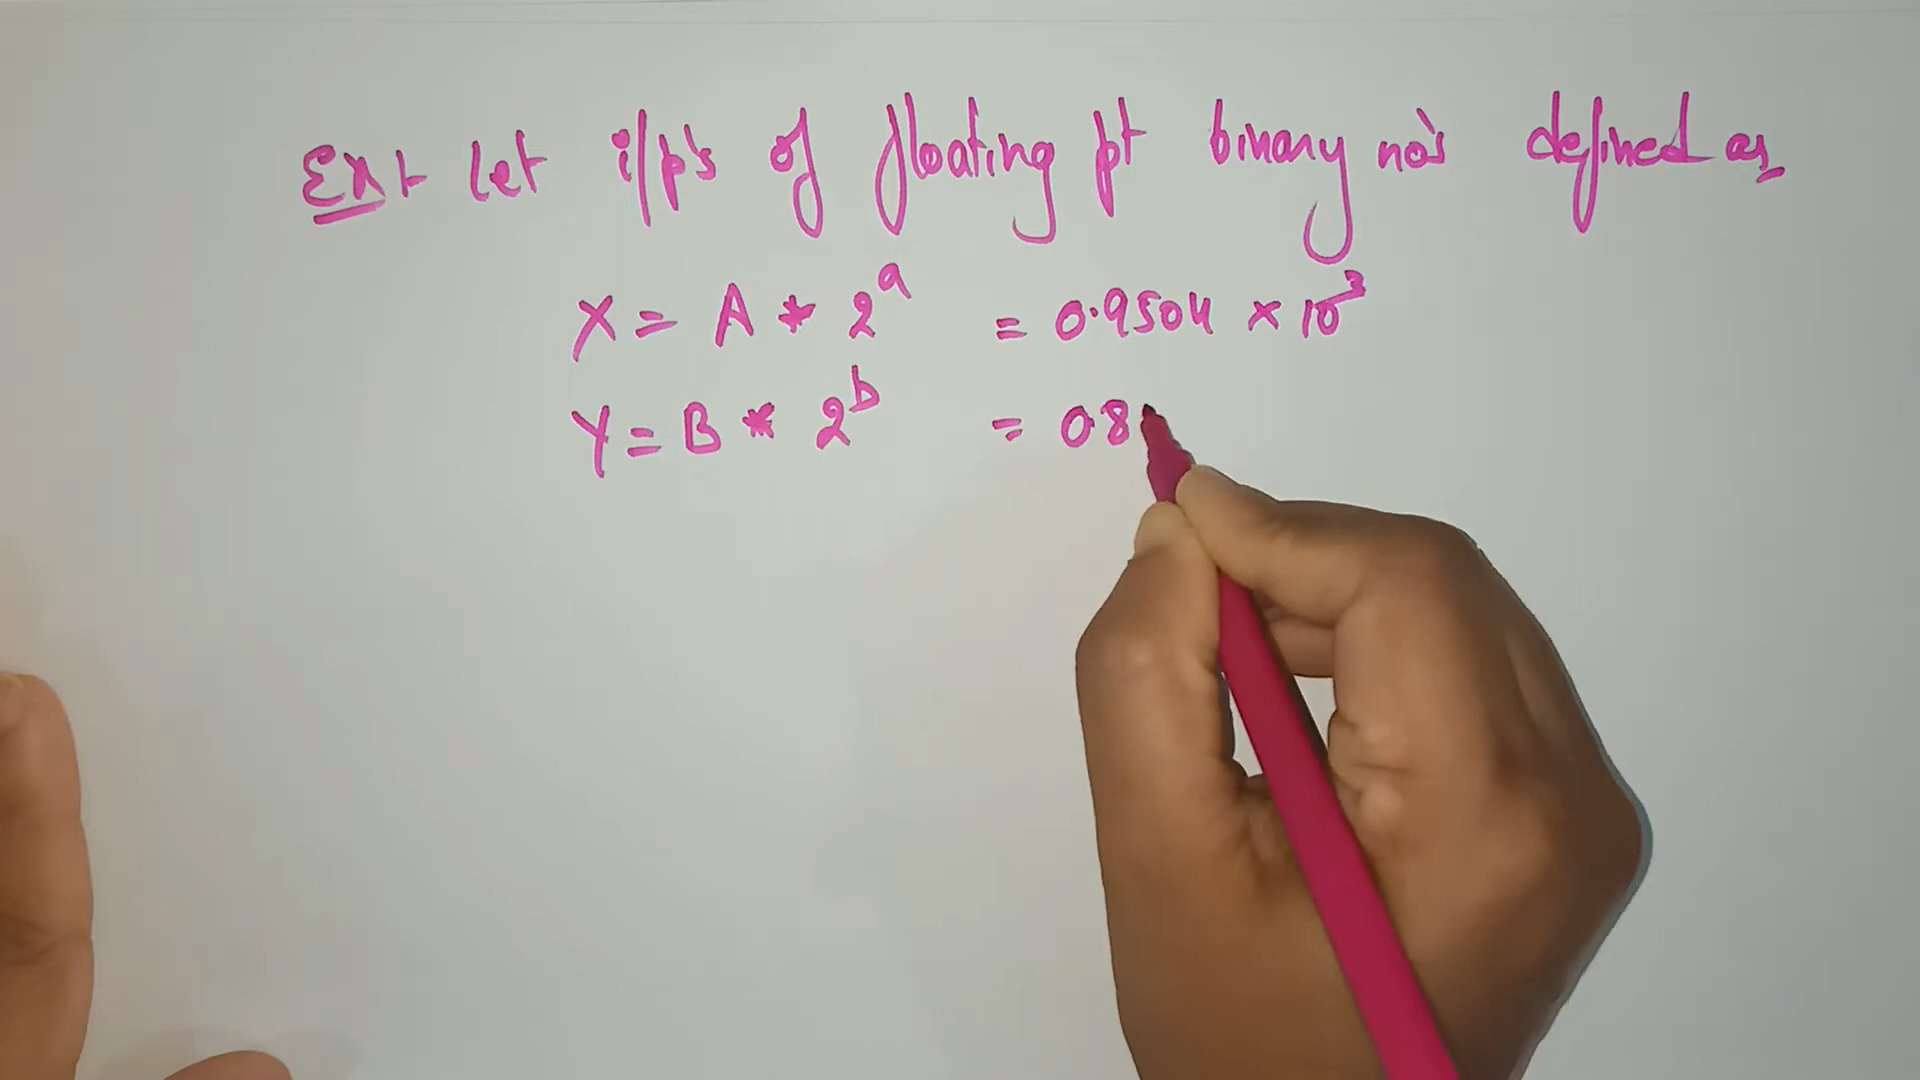 Ex:- Let i/p's of floating pt binary no's defined as
X = A * 2^a = 0.9504 × 10^3
Y = B * 2^b = 0.8